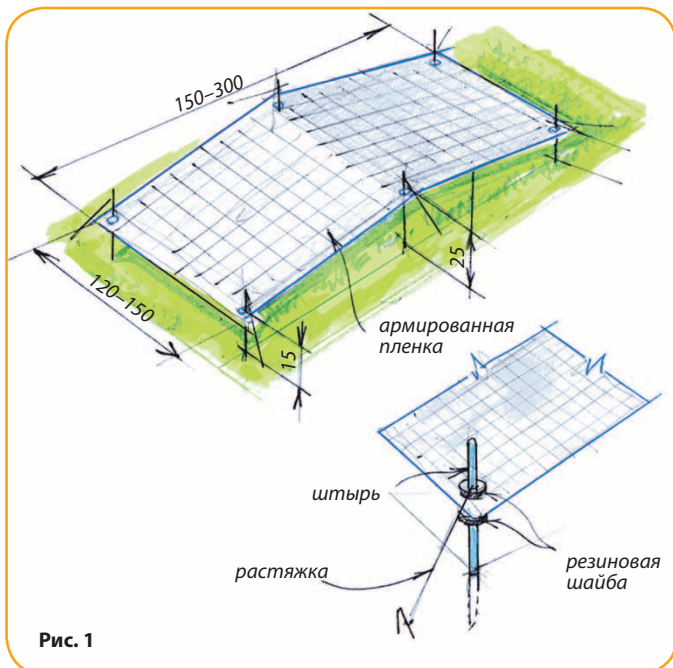 150–300
120–150
25
15
армированная
пленка
штырь
растяжка
резиновая
шайба
Рис. 1